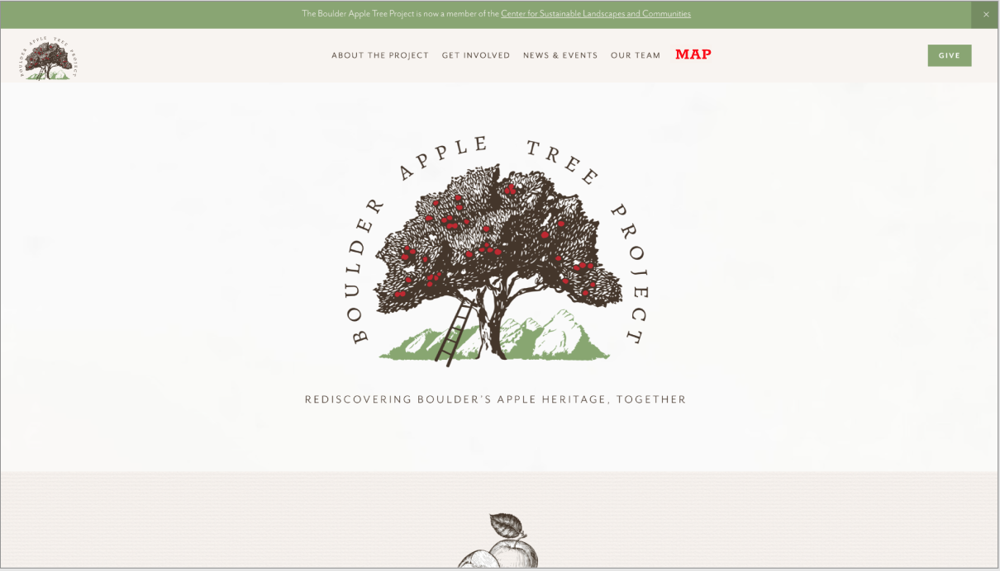 The Boulder Apple Tree Project is now a member of the Center for Sustainable Landscapes and Communities
×
BOULDER APPLE TREE PROJECT
ABOUT THE PROJECT GET INVOLVED NEWS & EVENTS OUR TEAM MAP
GIVE
BOULDER APPLE TREE PROJECT
REDISCOVERING BOULDER'S APPLE HERITAGE, TOGETHER